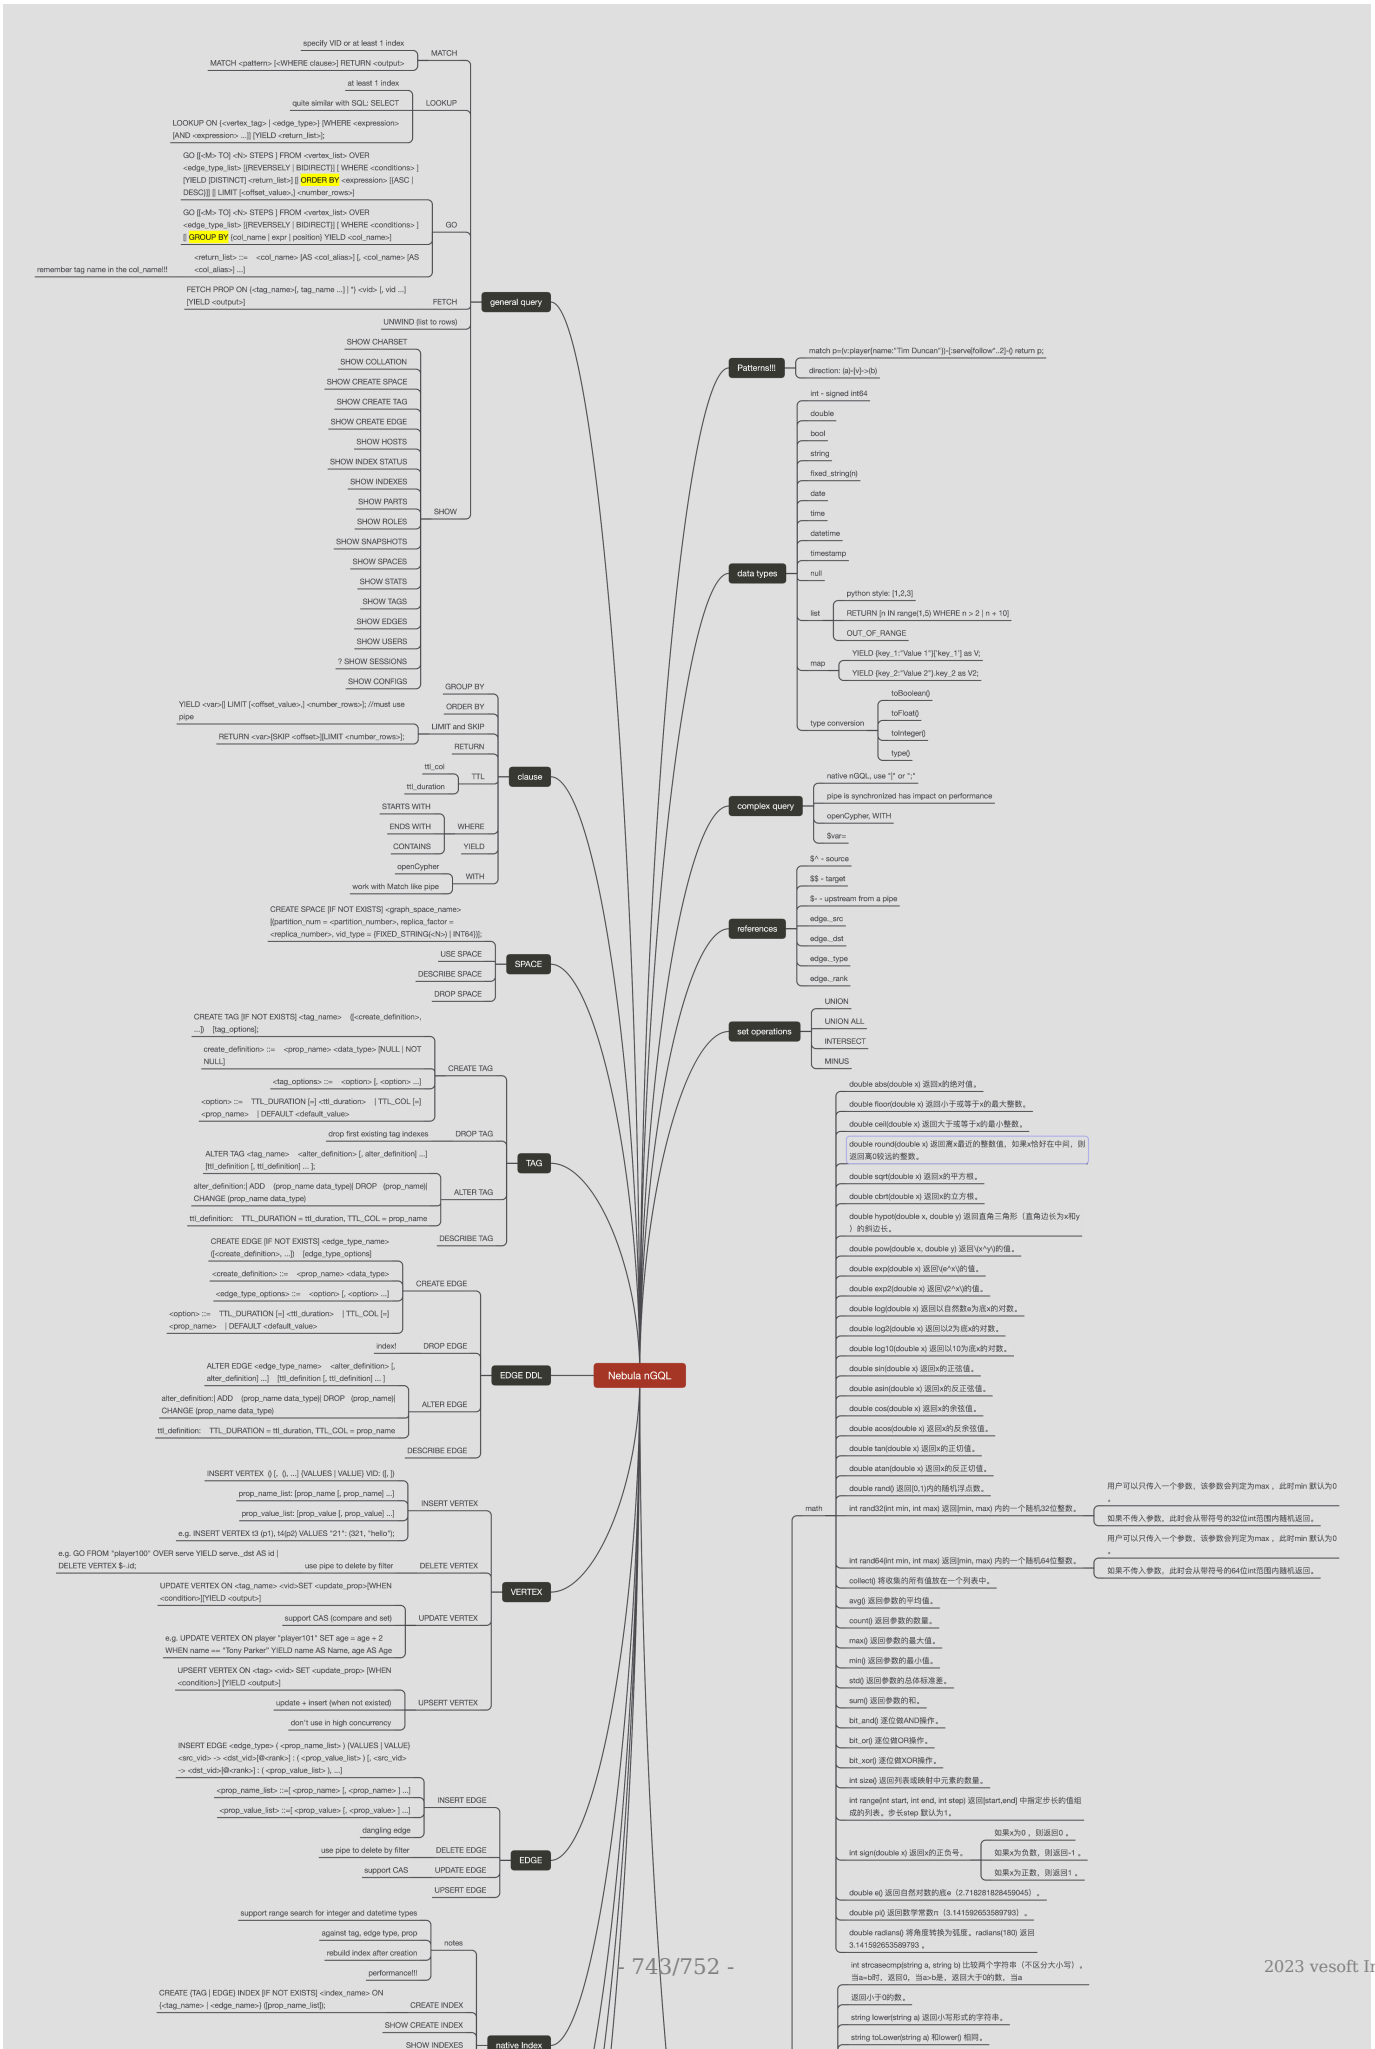 specify VID or at least 1 index
MATCH <pattern> [<WHERE clause>] RETURN <output>
MATCH
at least 1 index
quite similar with SQL: SELECT
LOOKUP ON {<vertex_tag> | <edge_type>} [WHERE <expression>
[AND <expression> ...]] [YIELD <return_list>];
LOOKUP
GO [[<M> TO] <N> STEPS ] FROM <vertex_list> OVER
<edge_type_list> [{REVERSELY | BIDIRECT}] [ WHERE <conditions> ]
[YIELD [DISTINCT] <return_list>] [| ORDER BY <expression> [{ASC |
DESC}]] [| LIMIT [<offset_value>,] <number_rows>]
GO [[<M> TO] <N> STEPS ] FROM <vertex_list> OVER
<edge_type_list> [{REVERSELY | BIDIRECT}] [ WHERE <conditions> ]
[| GROUP BY {col_name | expr | position} YIELD <col_name>]
GO
<return_list> ::= <col_name> [AS <col_alias>] [, <col_name> [AS
<col_alias>] ...]
remember tag name in the col_name!!!
FETCH PROP ON {<tag_name>[, tag_name ...] | *} <vid> [, vid ...]
[YIELD <output>]
FETCH
UNWIND (list to rows)
general query
SHOW CHARSET
SHOW COLLATION
SHOW CREATE SPACE
SHOW CREATE TAG
SHOW CREATE EDGE
SHOW HOSTS
SHOW INDEX STATUS
SHOW INDEXES
SHOW PARTS
SHOW ROLES
SHOW SNAPSHOTS
SHOW SPACES
SHOW STATS
SHOW TAGS
SHOW EDGES
SHOW USERS
? SHOW SESSIONS
SHOW CONFIGS
SHOW
GROUP BY
ORDER BY
YIELD <var>[| LIMIT [<offset_value>,] <number_rows>]; //must use
pipe
RETURN <var>[SKIP <offset>][LIMIT <number_rows>];
LIMIT and SKIP
RETURN
ttl_col
ttl_duration
TTL
clause
STARTS WITH
ENDS WITH
CONTAINS
WHERE
YIELD
openCypher
work with Match like pipe
WITH
CREATE SPACE [IF NOT EXISTS] <graph_space_name>
[(partition_num = <partition_number>, replica_factor =
<replica_number>, vid_type = {FIXED_STRING(<N>) | INT64})];
USE SPACE
DESCRIBE SPACE
DROP SPACE
SPACE
CREATE TAG [IF NOT EXISTS] <tag_name> ([<create_definition>,
...]) [tag_options];
create_definition> ::= <prop_name> <data_type> [NULL | NOT
NULL]
<tag_options> ::= <option> [, <option> ...]
<option> ::= TTL_DURATION [=] <ttl_duration> | TTL_COL [=]
<prop_name> | DEFAULT <default_value>
CREATE TAG
drop first existing tag indexes
DROP TAG
ALTER TAG <tag_name> <alter_definition> [, alter_definition] ...]
[ttl_definition [, ttl_definition] ... ];
alter_definition:| ADD (prop_name data_type)| DROP (prop_name)|
CHANGE (prop_name data_type)
ttl_definition: TTL_DURATION = ttl_duration, TTL_COL = prop_name
ALTER TAG
DESCRIBE TAG
TAG
CREATE EDGE [IF NOT EXISTS] <edge_type_name>
([<create_definition>, ...]) [edge_type_options]
<create_definition> ::= <prop_name> <data_type>
<edge_type_options> ::= <option> [, <option> ...]
<option> ::= TTL_DURATION [=] <ttl_duration> | TTL_COL [=]
<prop_name> | DEFAULT <default_value>
CREATE EDGE
index!
DROP EDGE
ALTER EDGE <edge_type_name> <alter_definition> [,
alter_definition] ...] [ttl_definition [, ttl_definition] ... ]
alter_definition:| ADD (prop_name data_type)| DROP (prop_name)|
CHANGE (prop_name data_type)
ttl_definition: TTL_DURATION = ttl_duration, TTL_COL = prop_name
ALTER EDGE
DESCRIBE EDGE
EDGE DDL
Nebula nGQL
INSERT VERTEX () [, (), ...] {VALUES | VALUE} VID: ([, ])
prop_name_list: [prop_name [, prop_name] ...]
prop_value_list: [prop_value [, prop_value] ...]
e.g. INSERT VERTEX t3 (p1), t4(p2) VALUES "21": (321, "hello");
INSERT VERTEX
e.g. GO FROM "player100" OVER serve YIELD serve._dst AS id |
DELETE VERTEX $-.id;
use pipe to delete by filter
DELETE VERTEX
UPDATE VERTEX ON <tag_name> <vid>SET <update_prop>[WHEN
<condition>][YIELD <output>]
support CAS (compare and set)
e.g. UPDATE VERTEX ON player "player101" SET age = age + 2
WHEN name == "Tony Parker" YIELD name AS Name, age AS Age
UPDATE VERTEX
UPSERT VERTEX ON <tag> <vid> SET <update_prop> [WHEN
<condition>] [YIELD <output>]
update + insert (when not existed)
don't use in high concurrency
UPSERT VERTEX
VERTEX
INSERT EDGE <edge_type> ( <prop_name_list> ) {VALUES | VALUE}
<src_vid> -> <dst_vid>[@<rank>] : ( <prop_value_list> ) [, <src_vid>
-> <dst_vid>[@<rank>] : ( <prop_value_list> ), ...]
<prop_name_list> ::=[ <prop_name> [, <prop_name> ] ...]
<prop_value_list> ::=[ <prop_value> [, <prop_value> ] ...]
dangling edge
INSERT EDGE
use pipe to delete by filter
DELETE EDGE
support CAS
UPDATE EDGE
UPSERT EDGE
EDGE
support range search for integer and datetime types
against tag, edge type, prop
rebuild index after creation
performance!!!
notes
CREATE {TAG | EDGE} INDEX [IF NOT EXISTS] <index_name> ON
{<tag_name> | <edge_name>} ([prop_name_list]);
CREATE INDEX
SHOW CREATE INDEX
SHOW INDEXES
native Index
Patterns!!!
match p=(v:player{name:"Tim Duncan"})-[:serve|follow*..2]-() return p;
direction: (a)-[v]->(b)
data types
int - signed int64
double
bool
string
fixed_string(n)
date
time
datetime
timestamp
null
list
python style: [1,2,3]
RETURN [n IN range(1,5) WHERE n > 2 | n + 10]
OUT_OF_RANGE
map
YIELD {key_1:"Value 1"}['key_1'] as V;
YIELD {key_2:"Value 2"}.key_2 as V2;
type conversion
toBoolean()
toFloat()
toInteger()
type()
complex query
native nGQL, use "|" or ";"
pipe is synchronized has impact on performance
openCypher, WITH
$var=
references
$^ - source
$$ - target
$- - upstream from a pipe
edge._src
edge._dst
edge._type
edge._rank
set operations
UNION
UNION ALL
INTERSECT
MINUS
math
double abs(double x) 返回x的绝对值。
double floor(double x) 返回小于或等于x的最大整数。
double ceil(double x) 返回大于或等于x的最小整数。
double round(double x) 返回离x最近的整数值，如果x恰好在中间，则
返回离0较远的整数。
double sqrt(double x) 返回x的平方根。
double cbrt(double x) 返回x的立方根。
double hypot(double x, double y) 返回直角三角形（直角边长为x和y
）的斜边长。
double pow(double x, double y) 返回\(x^y\)的值。
double exp(double x) 返回\(e^x\)的值。
double exp2(double x) 返回\(2^x\)的值。
double log(double x) 返回以自然数e为底x的对数。
double log2(double x) 返回以2为底x的对数。
double log10(double x) 返回以10为底x的对数。
double sin(double x) 返回x的正弦值。
double asin(double x) 返回x的反正弦值。
double cos(double x) 返回x的余弦值。
double acos(double x) 返回x的反余弦值。
double tan(double x) 返回x的正切值。
double atan(double x) 返回x的反正切值。
double rand() 返回[0,1)内的随机浮点数。
int rand32(int min, int max) 返回[min, max) 内的一个随机32位整数。
用户可以只传入一个参数，该参数会判定为max ，此时min 默认为0
。
如果不传入参数，此时会从带符号的32位int范围内随机返回。
int rand64(int min, int max) 返回[min, max) 内的一个随机64位整数。
用户可以只传入一个参数，该参数会判定为max ，此时min 默认为0
。
如果不传入参数，此时会从带符号的64位int范围内随机返回。
collect() 将收集的所有值放在一个列表中。
avg() 返回参数的平均值。
count() 返回参数的数量。
max() 返回参数的最大值。
min() 返回参数的最小值。
std() 返回参数的总体标准差。
sum() 返回参数的和。
bit_and() 逐位做AND操作。
bit_or() 逐位做OR操作。
bit_xor() 逐位做XOR操作。
int size() 返回列表或映射中元素的数量。
int range(int start, int end, int step) 返回[start,end] 中指定步长的值组
成的列表。步长step 默认为1。
int sign(double x) 返回x的正负号。
如果x为0 ，则返回0 。
如果x为负数，则返回-1 。
如果x为正数，则返回1 。
double e() 返回自然对数的底e（2.718281828459045）。
double pi() 返回数学常数π（3.141592653589793）。
double radians() 将角度转换为弧度。radians(180) 返回
3.141592653589793 。
int strcasecmp(string a, string b) 比较两个字符串（不区分大小写）。
当a=b时，返回0，当a>b是，返回大于0的数，当a
返回小于0的数。
string lower(string a) 返回小写形式的字符串。
string toLower(string a) 和lower() 相同。
- 743/752 -
2023 vesoft In